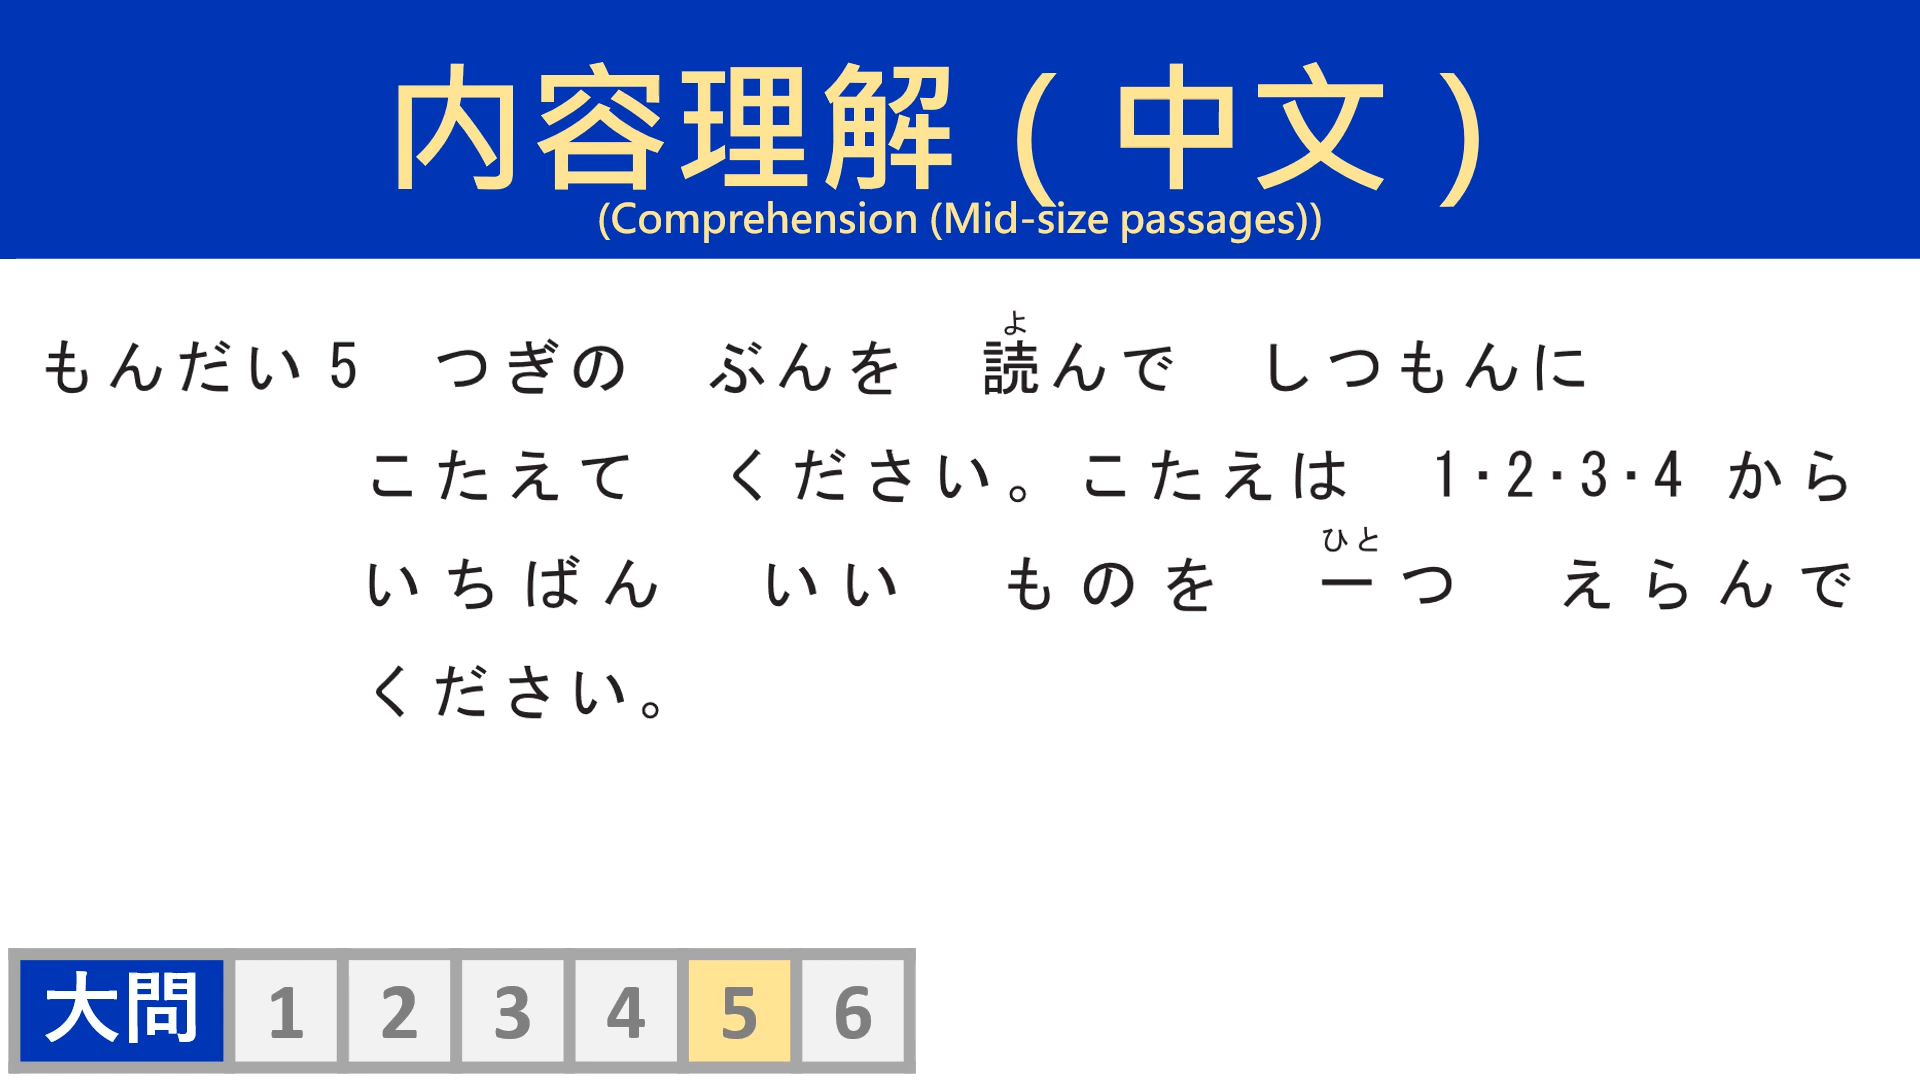 内容理解(中文)
(Comprehension (Mid-size passages))
もんだい5 つぎの ぶんを 読んで しつもんに
よ
こたえて ください。こたえは 1・2・3・4 から
いちばん いい ものを 一つ えらんで
ひと
ください。
大問 1 2 3 4 5 6